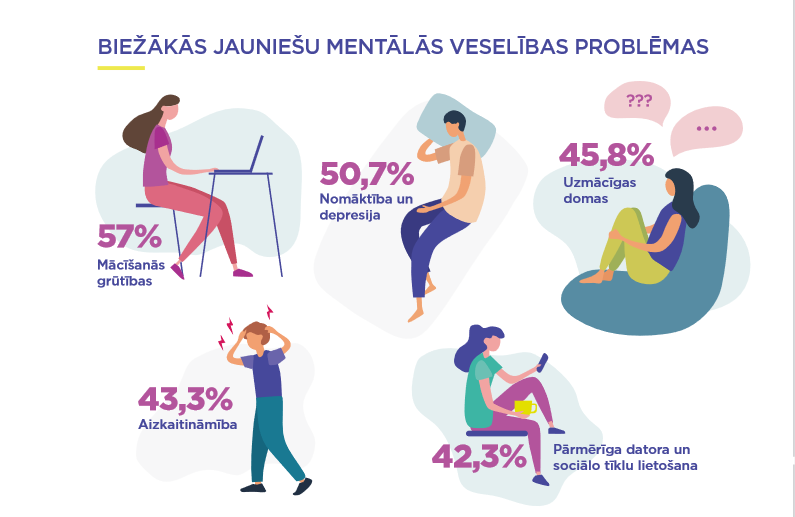 BIEŽĀKĀS JAUNIEŠU MENTĀLĀS VESELĪBAS PROBLĒMAS
57%
Mācīšanās
grūtības
50,7%
Nomāktība un
depresija
???
...
45,8%
Uzmācīgas
domas
43,3%
Aizkaitināmība
42,3%
Pārmērīga datora un
sociālo tīklu lietošana